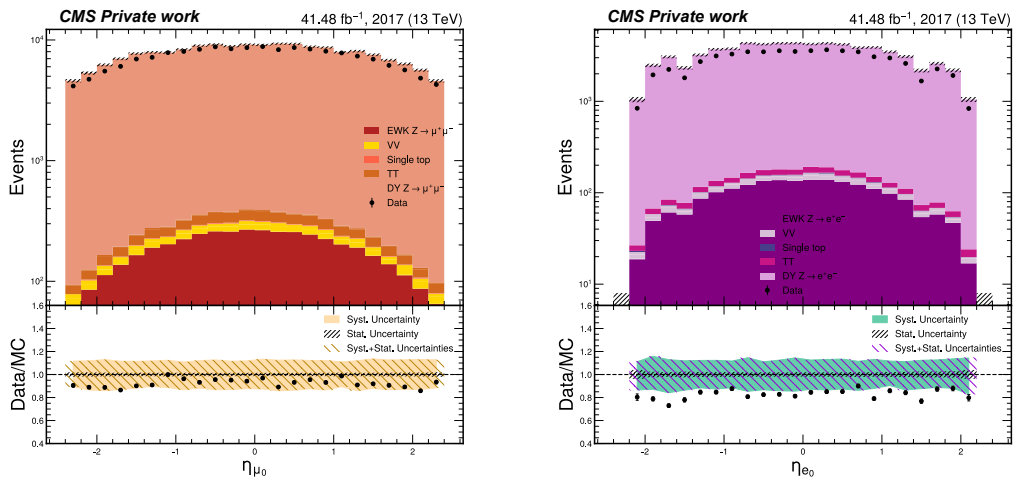 CMS Private work
41.48 fb⁻¹, 2017 (13 TeV)
Events
10⁴
10³
10²
EWK Z → μ⁺μ⁻
VV
Single top
TT
DY Z → μ⁺μ⁻
Data
Data/MC
1.6
1.4
1.2
1.0
0.8
0.6
0.4
Syst. Uncertainty
Stat. Uncertainty
Syst.+Stat. Uncertainties
-2 -1 0 1 2
η μ₀
CMS Private work
41.48 fb⁻¹, 2017 (13 TeV)
Events
10³
10²
10¹
EWK Z → e⁺e⁻
VV
Single top
TT
DY Z → e⁺e⁻
Data
Data/MC
1.6
1.4
1.2
1.0
0.8
0.6
0.4
Syst. Uncertainty
Stat. Uncertainty
Syst.+Stat. Uncertainties
-2 -1 0 1 2
η e₀